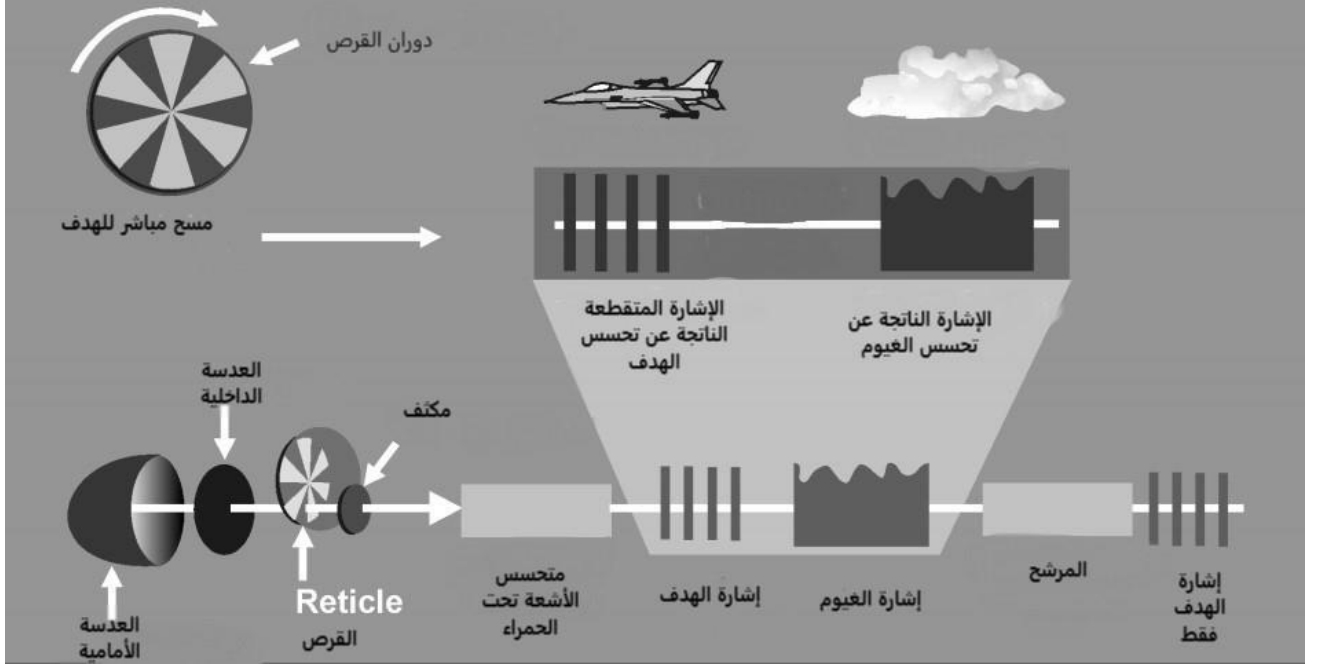 دوران القرص
مسح مباشر للهدف
الإشارة المتقطعة
الناتجة عن تحسس
الهدف
الإشارة الناتجة عن
تحسس الغيوم
العدسة
الداخلية
مكثف
Reticle
القرص
العدسة
الأمامية
متحسس
الأشعة تحت
الحمراء
إشارة الهدف
إشارة الغيوم
المرشح
إشارة
الهدف
فقط